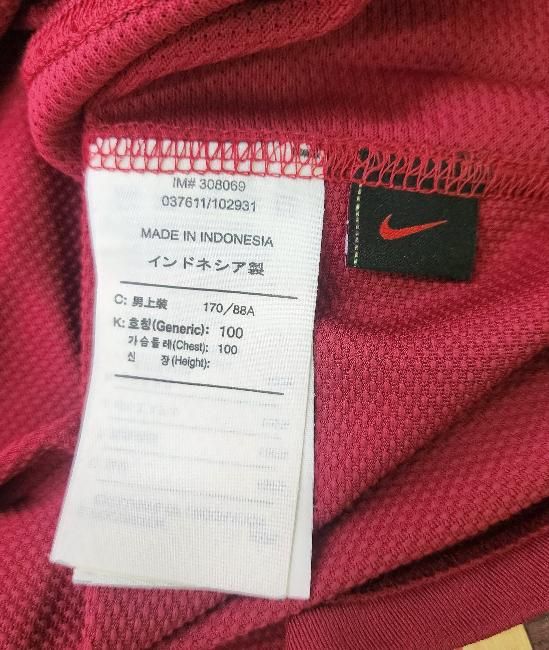 IM# 308069
037611/102931
MADE IN INDONESIA
インドネシア製
C: 男上裝 170/88A
K: 호칭(Generic): 100
가슴둘레(Chest): 100
신 장(Height):